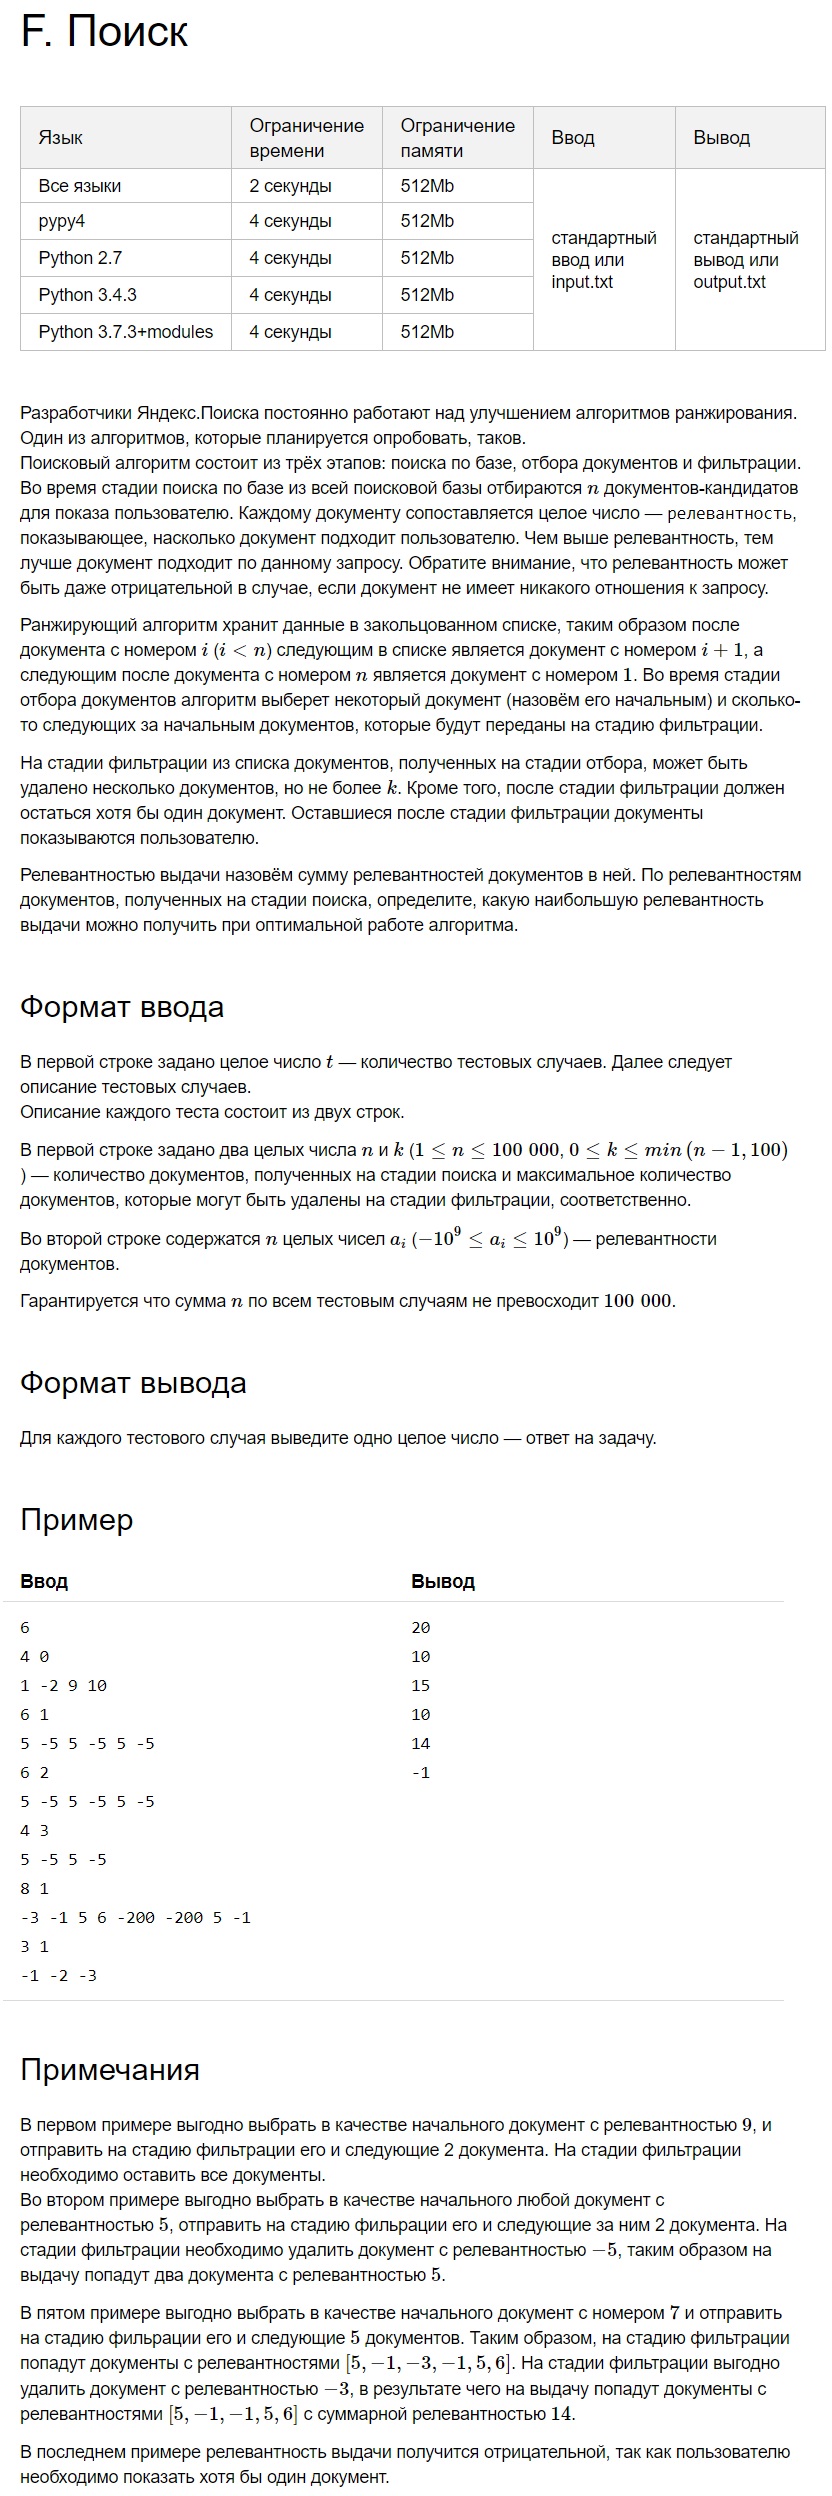 F. Поиск
Язык
Ограничение времени
Ограничение памяти
Ввод
Вывод
Все языки
2 секунды
512Mb
стандартный ввод или input.txt
стандартный вывод или output.txt
pypy4
4 секунды
512Mb
Python 2.7
4 секунды
512Mb
Python 3.4.3
4 секунды
512Mb
Python 3.7.3+modules
4 секунды
512Mb
Разработчики Яндекс.Поиска постоянно работают над улучшением алгоритмов ранжирования.
Один из алгоритмов, которые планируется опробовать, таков.
Поисковый алгоритм состоит из трёх этапов: поиска по базе, отбора документов и фильтрации.
Во время стадии поиска по базе из всей поисковой базы отбираются n документов-кандидатов
для показа пользователю. Каждому документу сопоставляется целое число — релевантность,
показывающее, насколько документ подходит пользователю. Чем выше релевантность, тем
лучше документ подходит по данному запросу. Обратите внимание, что релевантность может
быть даже отрицательной в случае, если документ не имеет никакого отношения к запросу.
Ранжирующий алгоритм хранит данные в закольцованном списке, таким образом после
документа с номером i (i < n) следующим в списке является документ с номером i + 1, а
следующим после документа с номером n является документ с номером 1. Во время стадии
отбора документов алгоритм выберет некоторый документ (назовём его начальным) и сколько-
то следующих за начальным документов, которые будут переданы на стадию фильтрации.
На стадии фильтрации из списка документов, полученных на стадии отбора, может быть
удалено несколько документов, но не более k. Кроме того, после стадии фильтрации должен
остаться хотя бы один документ. Оставшиеся после стадии фильтрации документы
показываются пользователю.
Релевантностью выдачи назовём сумму релевантностей документов в ней. По релевантностям
документов, полученных на стадии поиска, определите, какую наибольшую релевантность
выдачи можно получить при оптимальной работе алгоритма.
Формат ввода
В первой строке задано целое число t — количество тестовых случаев. Далее следует
описание тестовых случаев.
Описание каждого теста состоит из двух строк.
В первой строке задано два целых числа n и k (1 ≤ n ≤ 100 000, 0 ≤ k ≤ min (n − 1, 100)
) — количество документов, полученных на стадии поиска и максимальное количество
документов, которые могут быть удалены на стадии фильтрации, соответственно.
Во второй строке содержатся n целых чисел aᵢ (−10⁹ ≤ aᵢ ≤ 10⁹) — релевантности
документов.
Гарантируется что сумма n по всем тестовым случаям не превосходит 100 000.
Формат вывода
Для каждого тестового случая выведите одно целое число — ответ на задачу.
Пример
Ввод
Вывод
6
4 0
1 -2 9 10
6 1
5 -5 5 -5 5 -5
6 2
5 -5 5 -5 5 -5
4 3
5 -5 5 -5
8 1
-3 -1 5 6 -200 -200 5 -1
3 1
-1 -2 -3
20
10
15
10
14
-1
Примечания
В первом примере выгодно выбрать в качестве начального документ с релевантностью 9, и
отправить на стадию фильтрации его и следующие 2 документа. На стадии фильтрации
необходимо оставить все документы.
Во втором примере выгодно выбрать в качестве начального любой документ с
релевантностью 5, отправить на стадию фильрации его и следующие за ним 2 документа. На
стадии фильтрации необходимо удалить документ с релевантностью −5, таким образом на
выдачу попадут два документа с релевантностью 5.
В пятом примере выгодно выбрать в качестве начального документ с номером 7 и отправить
на стадию фильрации его и следующие 5 документов. Таким образом, на стадию фильтрации
попадут документы с релевантностями [5, −1, −3, −1, 5, 6]. На стадии фильтрации выгодно
удалить документ с релевантностью −3, в результате чего на выдачу попадут документы с
релевантностями [5, −1, −1, 5, 6] с суммарной релевантностью 14.
В последнем примере релевантность выдачи получится отрицательной, так как пользователю
необходимо показать хотя бы один документ.